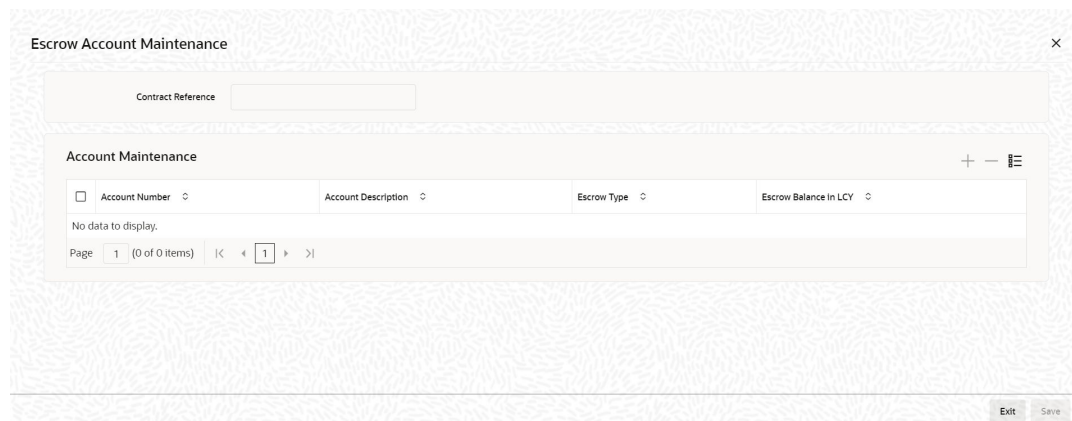 Escrow Account Maintenance
Contract Reference
Account Maintenance
Account Number Account Description Escrow Type Escrow Balance in LCY
No data to display.
Page 1 (0 of 0 items) 1
Exit Save